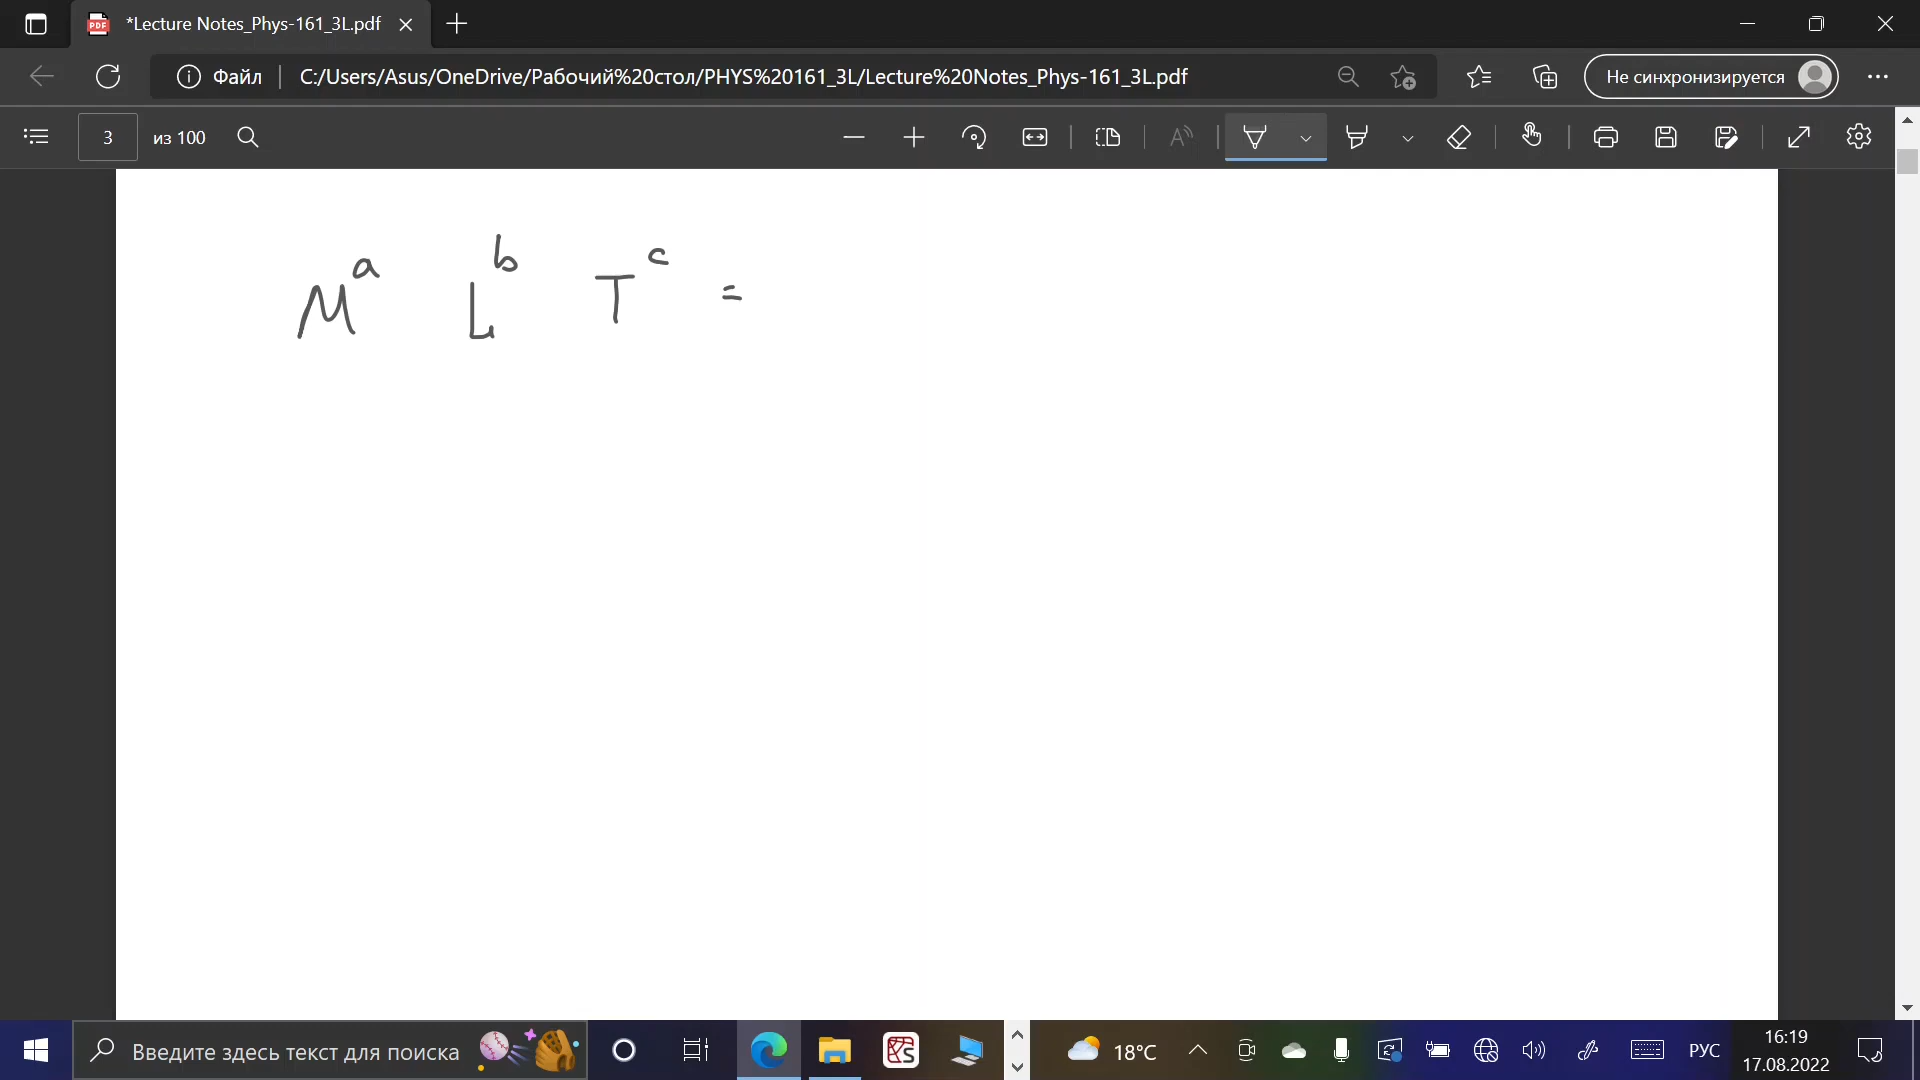 *Lecture Notes_Phys-161_3L.pdf
Файл C:/Users/Asus/OneDrive/Рабочий%20стол/PHYS%20161_3L/Lecture%20Notes_Phys-161_3L.pdf Не синхронизируется
3 из 100
M^a L^b T^c =
Введите здесь текст для поиска 18°C РУС 16:19
17.08.2022